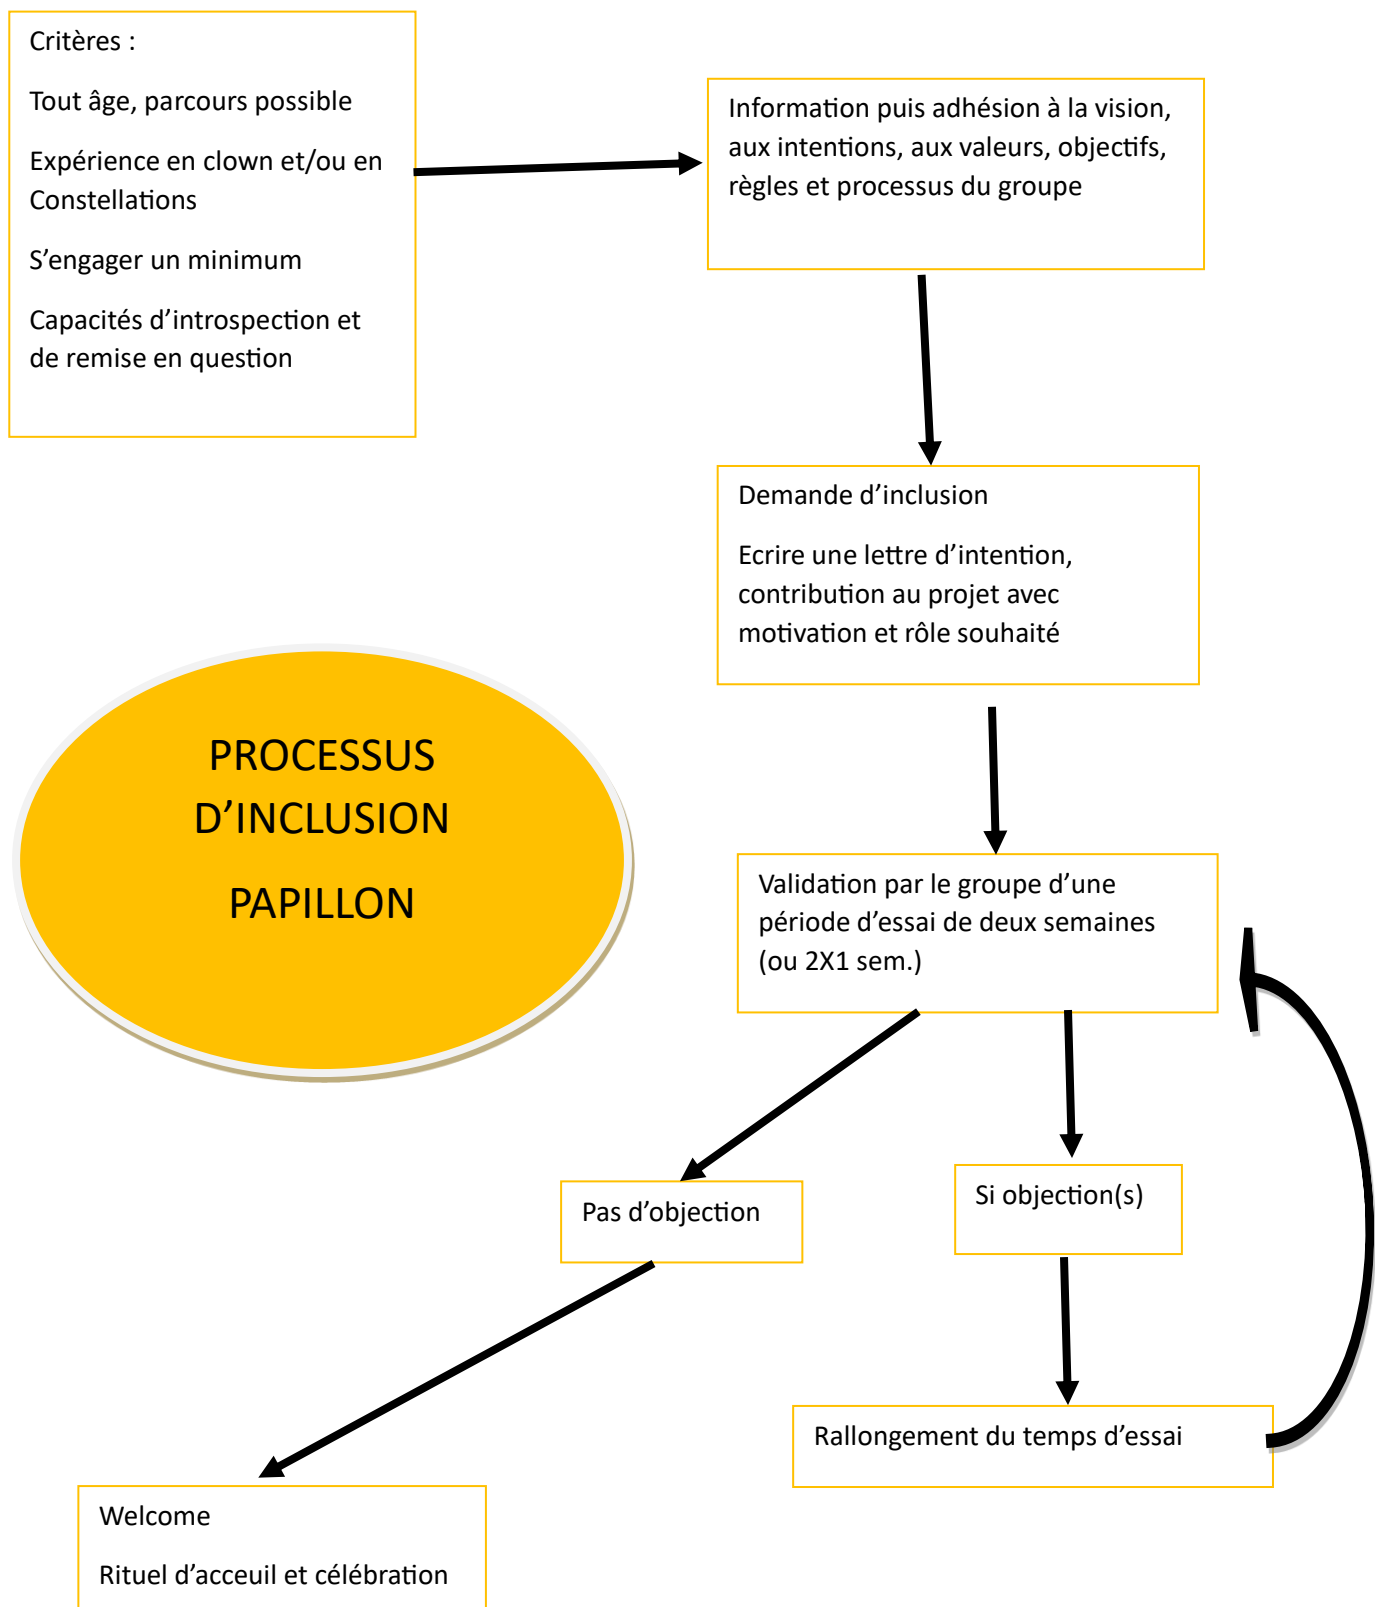 Critères :
Tout âge, parcours possible
Expérience en clown et/ou en
Constellations
S’engager un minimum
Capacités d’introspection et
de remise en question
Information puis adhésion à la vision,
aux intentions, aux valeurs, objectifs,
règles et processus du groupe
Demande d’inclusion
Ecrire une lettre d’intention,
contribution au projet avec
motivation et rôle souhaité
PROCESSUS
D’INCLUSION
PAPILLON
Validation par le groupe d’une
période d’essai de deux semaines
(ou 2X1 sem.)
Pas d’objection
Si objection(s)
Rallongement du temps d’essai
Welcome
Rituel d’acceuil et célébration